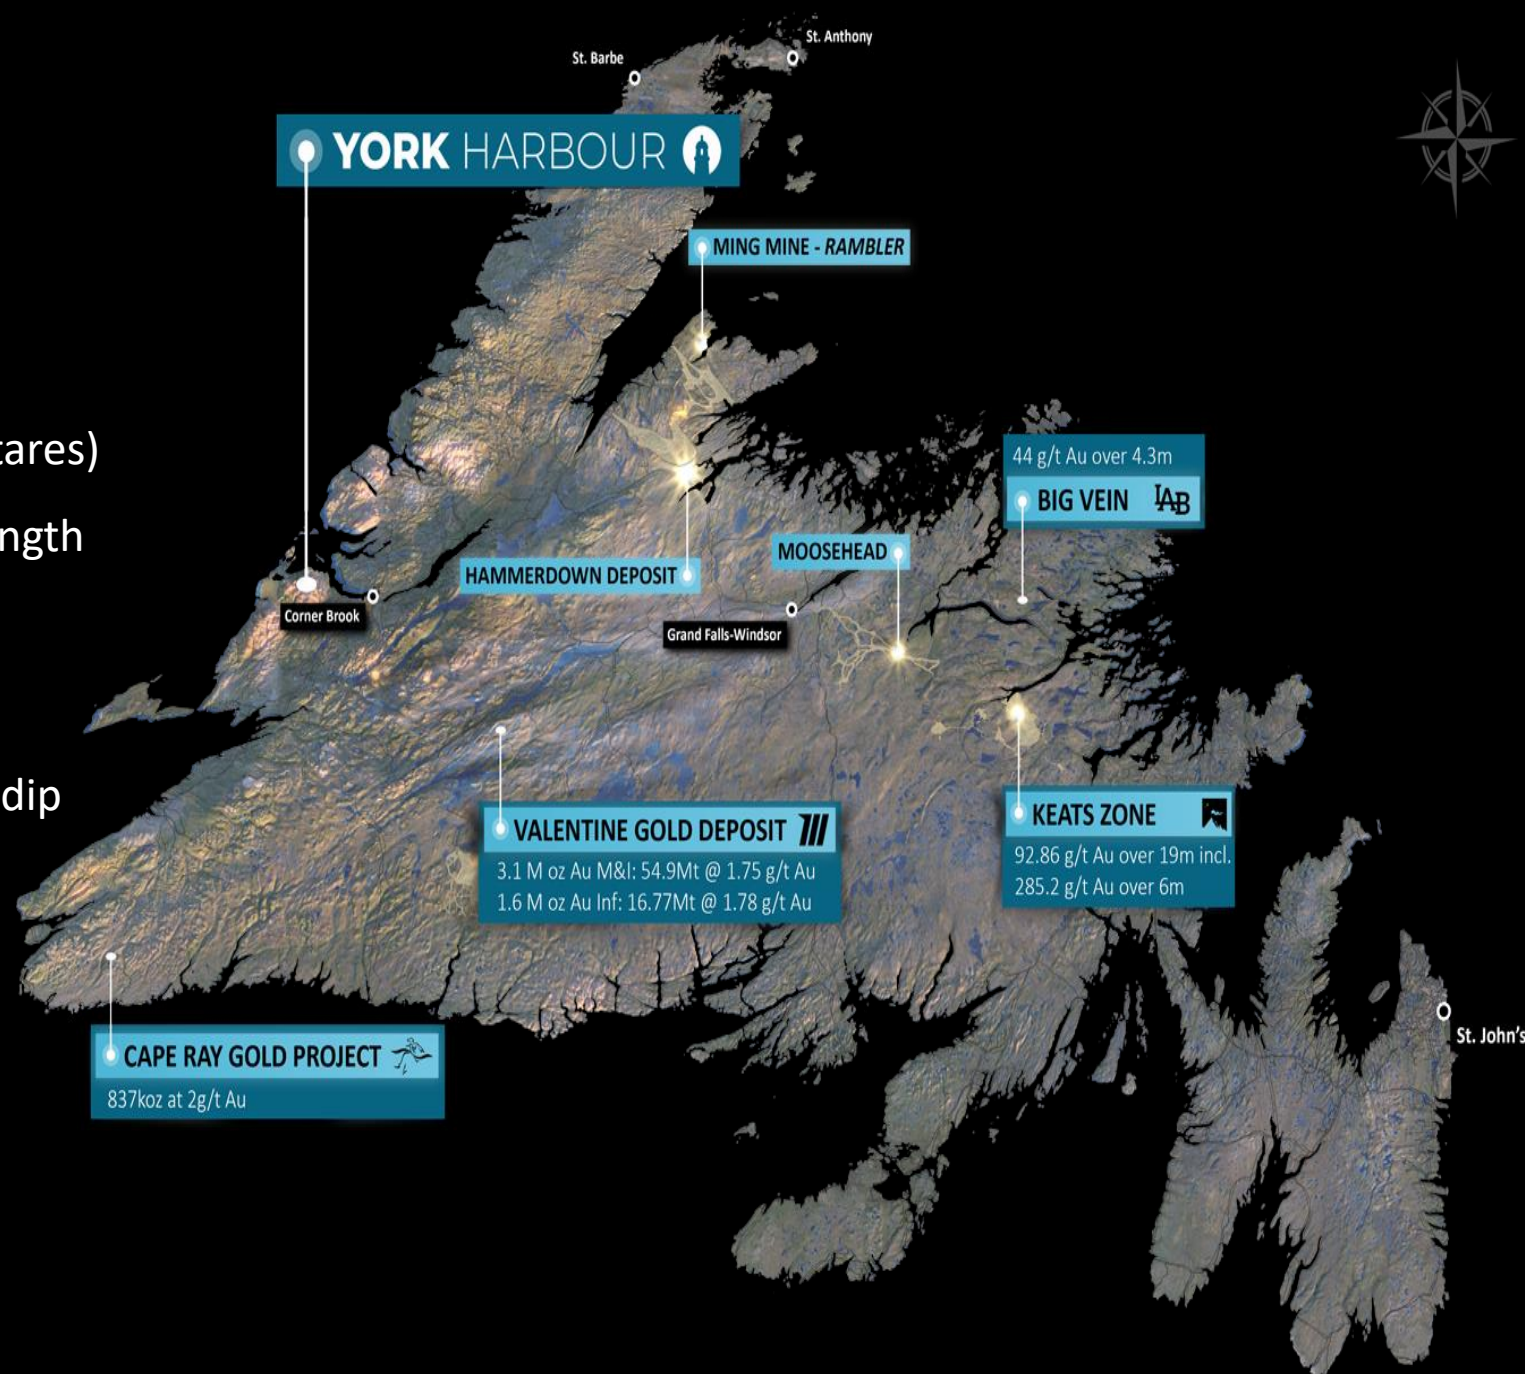 St. Anthony
St. Barbe
YORK HARBOUR
MING MINE - RAMBLER
tares)
44 g/t Au over 4.3m
BIG VEIN IAB
ngth
MOOSEHEAD
HAMMERDOWN DEPOSIT
Corner Brook
Grand Falls-Windsor
dip
VALENTINE GOLD DEPOSIT
3.1 M oz Au M&I: 54.9Mt @ 1.75 g/t Au
1.6 M oz Au Inf: 16.77Mt @ 1.78 g/t Au
KEATS ZONE
92.86 g/t Au over 19m incl.
285.2 g/t Au over 6m
St. John's
CAPE RAY GOLD PROJECT
837koz at 2g/t Au